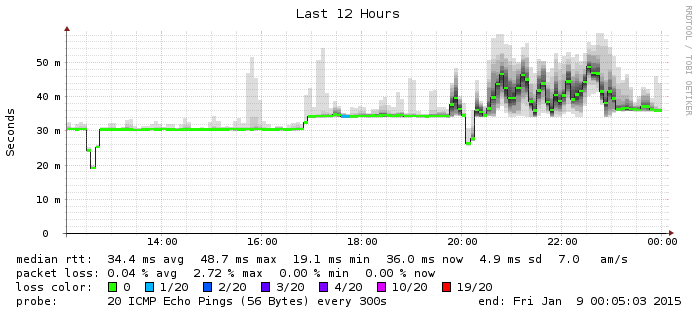 Last 12 Hours
RRDTOOL / TOBI OETIKER
Seconds
50 m
40 m
30 m
20 m
10 m
0
14:00 16:00 18:00 20:00 22:00 00:00
median rtt: 34.4 ms avg 48.7 ms max 19.1 ms min 36.0 ms now 4.9 ms sd 7.0 am/s
packet loss: 0.04 % avg 2.72 % max 0.00 % min 0.00 % now
loss color: 0 1/20 2/20 3/20 4/20 10/20 19/20
probe: 20 ICMP Echo Pings (56 Bytes) every 300s end: Fri Jan 9 00:05:03 2015